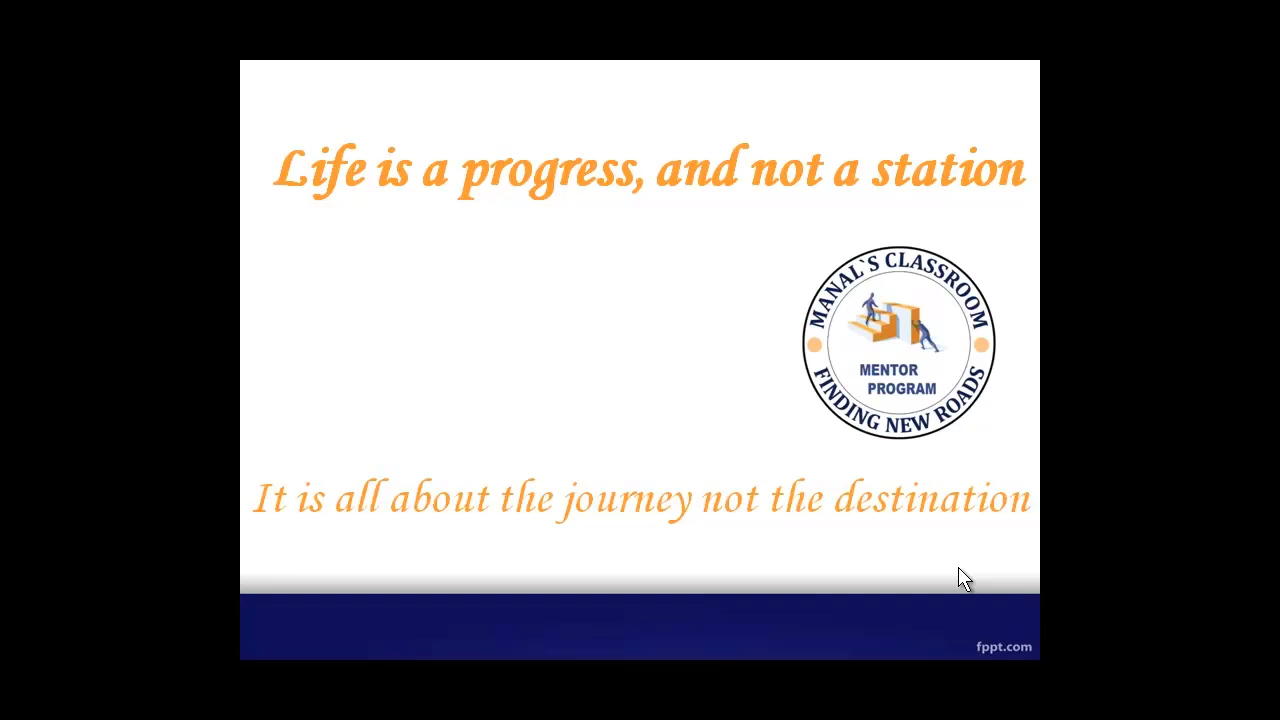 Life is a progress, and not a station
MANAL`S CLASSROOM
MENTOR
PROGRAM
FINDING NEW ROADS
It is all about the journey not the destination
fppt.com